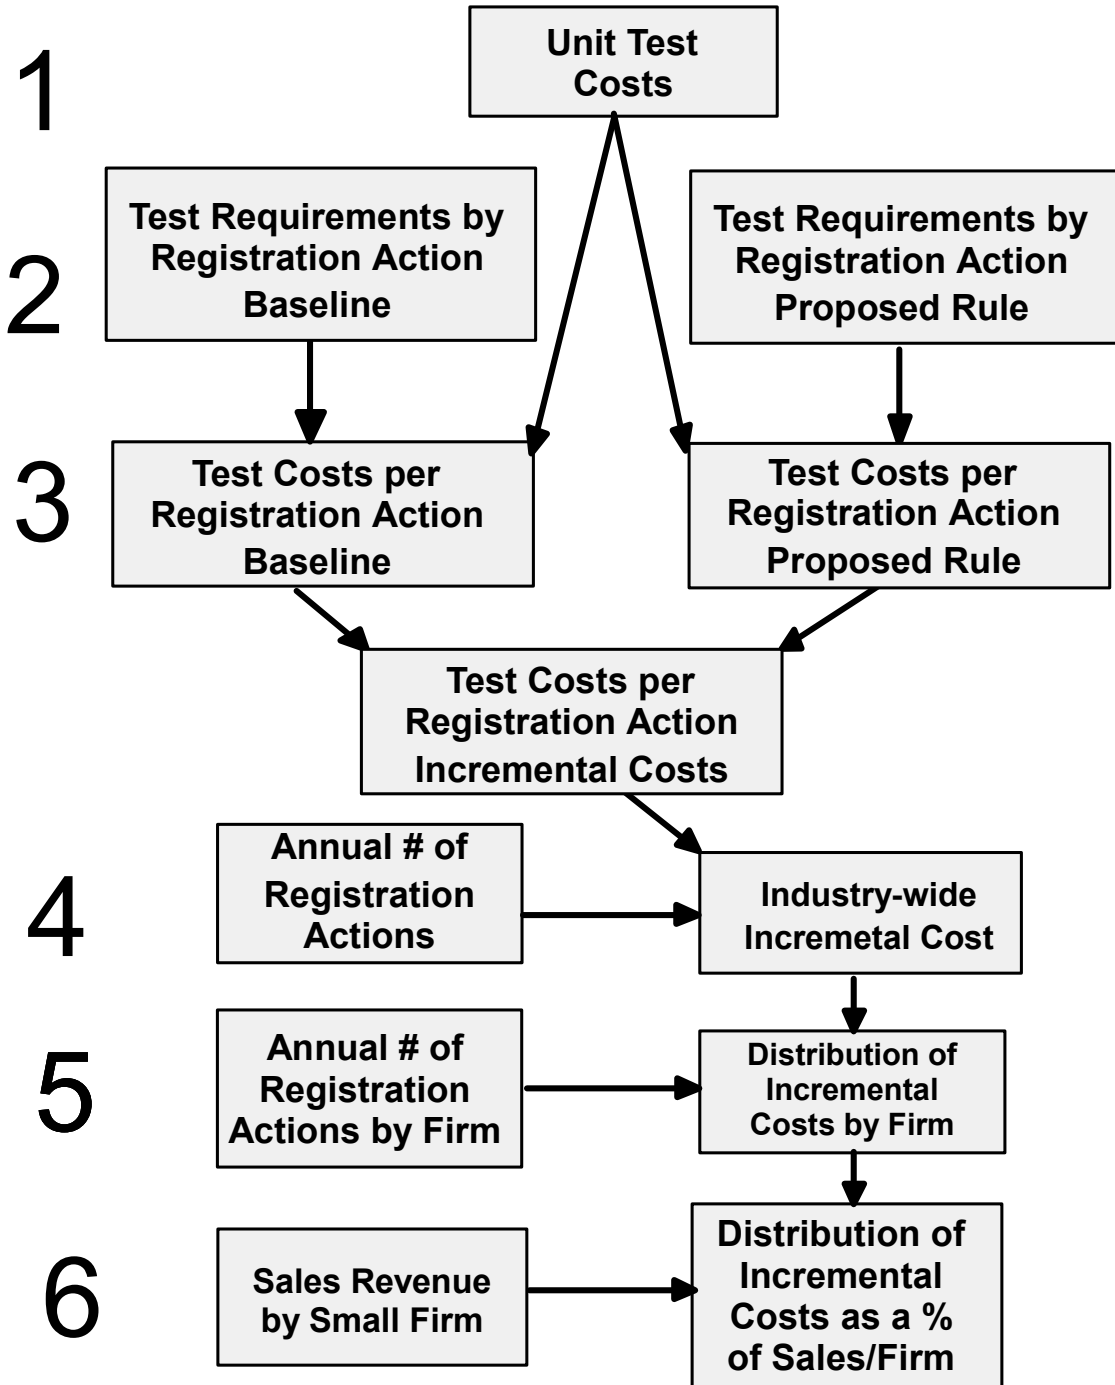 1
Unit Test
Costs
2
Test Requirements by
Registration Action
Baseline
Test Requirements by
Registration Action
Proposed Rule
3
Test Costs per
Registration Action
Baseline
Test Costs per
Registration Action
Proposed Rule
Test Costs per
Registration Action
Incremental Costs
4
Annual # of
Registration
Actions
Industry-wide
Incremetal Cost
5
Annual # of
Registration
Actions by Firm
Distribution of
Incremental
Costs by Firm
6
Sales Revenue
by Small Firm
Distribution of
Incremental
Costs as a %
of Sales/Firm